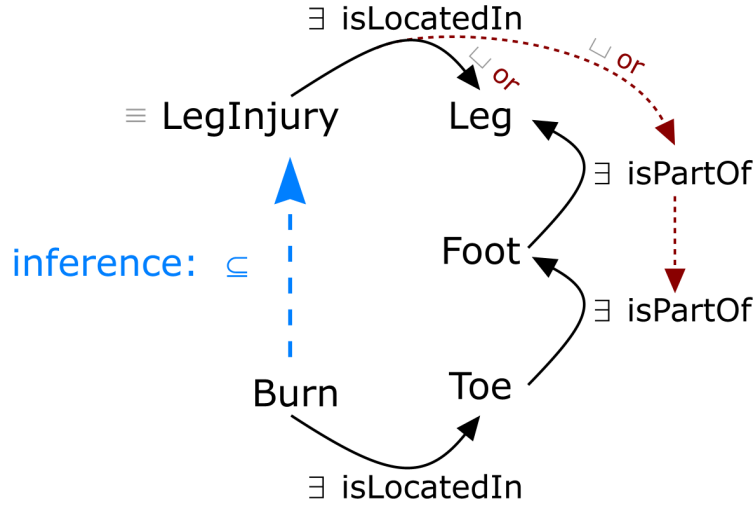 ∃ isLocatedIn
⊔ or
⊔ or
≡ LegInjury
Leg
∃ isPartOf
Foot
inference: ⊆
∃ isPartOf
Burn
Toe
∃ isLocatedIn